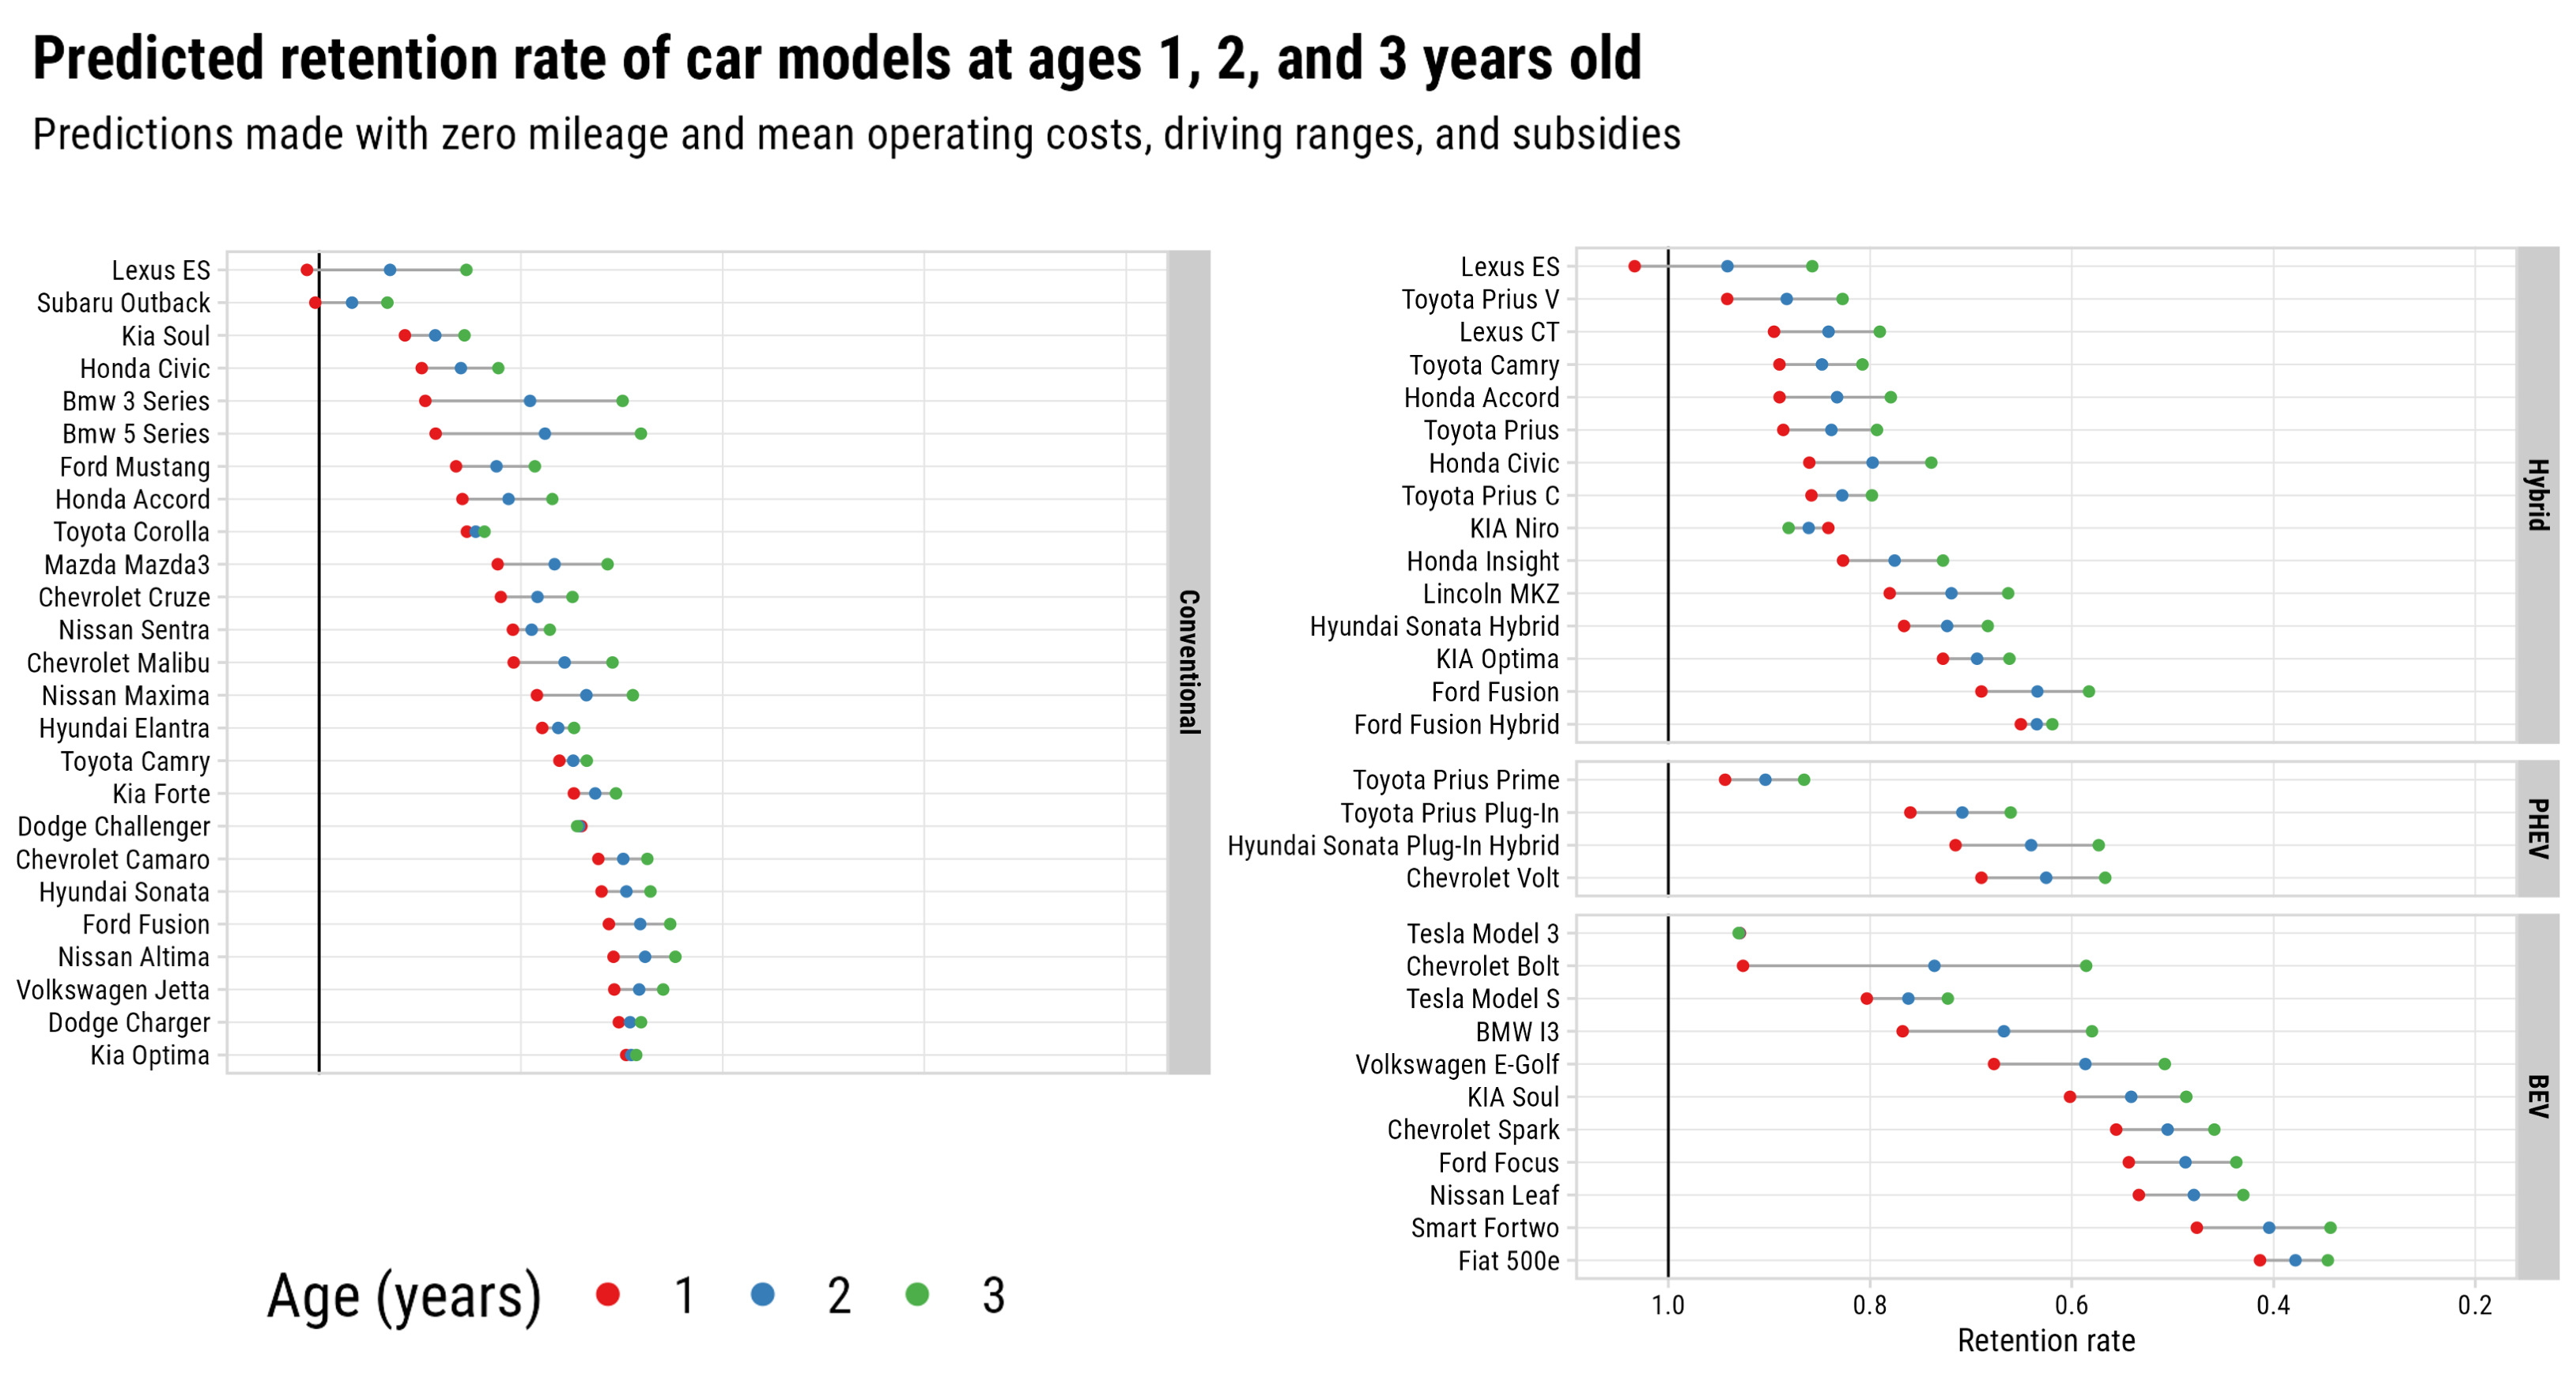 Predicted retention rate of car models at ages 1, 2, and 3 years old
Predictions made with zero mileage and mean operating costs, driving ranges, and subsidies
Lexus ES
Subaru Outback
Kia Soul
Honda Civic
Bmw 3 Series
Bmw 5 Series
Ford Mustang
Honda Accord
Toyota Corolla
Mazda Mazda3
Chevrolet Cruze
Nissan Sentra
Chevrolet Malibu
Nissan Maxima
Hyundai Elantra
Toyota Camry
Kia Forte
Dodge Challenger
Chevrolet Camaro
Hyundai Sonata
Ford Fusion
Nissan Altima
Volkswagen Jetta
Dodge Charger
Kia Optima
Conventional
Age (years) 1 2 3
Lexus ES
Toyota Prius V
Lexus CT
Toyota Camry
Honda Accord
Toyota Prius
Honda Civic
Toyota Prius C
KIA Niro
Honda Insight
Lincoln MKZ
Hyundai Sonata Hybrid
KIA Optima
Ford Fusion
Ford Fusion Hybrid
Hybrid
Toyota Prius Prime
Toyota Prius Plug-In
Hyundai Sonata Plug-In Hybrid
Chevrolet Volt
PHEV
Tesla Model 3
Chevrolet Bolt
Tesla Model S
BMW I3
Volkswagen E-Golf
KIA Soul
Chevrolet Spark
Ford Focus
Nissan Leaf
Smart Fortwo
Fiat 500e
BEV
1.0 0.8 0.6 0.4 0.2
Retention rate